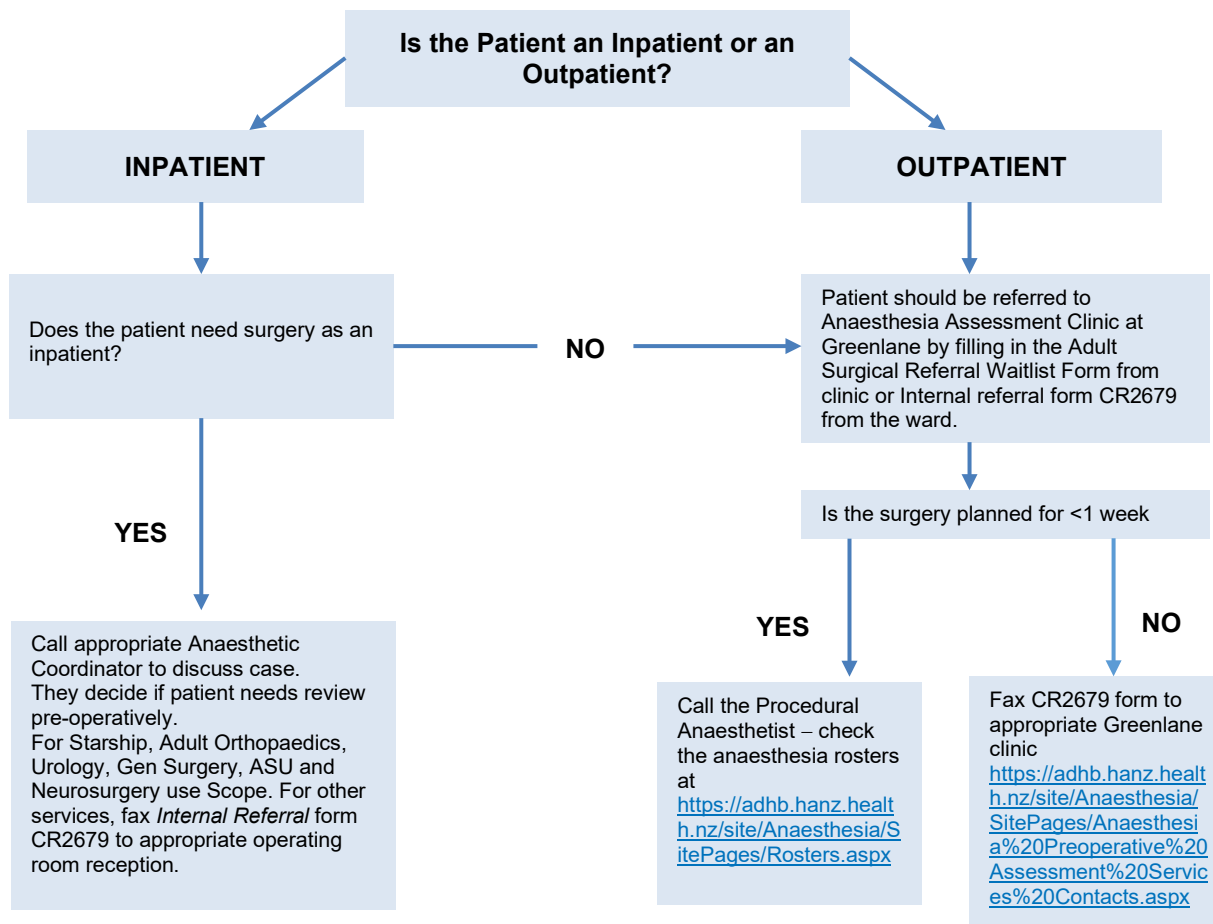 Is the Patient an Inpatient or an
Outpatient?
INPATIENT
OUTPATIENT
Does the patient need surgery as an
inpatient?
NO
Patient should be referred to
Anaesthesia Assessment Clinic at
Greenlane by filling in the Adult
Surgical Referral Waitlist Form from
clinic or Internal referral form CR2679
from the ward.
Is the surgery planned for <1 week
YES
YES
NO
Call appropriate Anaesthetic
Coordinator to discuss case.
They decide if patient needs review
pre-operatively.
For Starship, Adult Orthopaedics,
Urology, Gen Surgery, ASU and
Neurosurgery use Scope. For other
services, fax Internal Referral form
CR2679 to appropriate operating
room reception.
Call the Procedural
Anaesthetist – check
the anaesthesia rosters
at
https://adhb.hanz.healt
h.nz/site/Anaesthesia/S
itePages/Rosters.aspx
Fax CR2679 form to
appropriate Greenlane
clinic
https://adhb.hanz.healt
h.nz/site/Anaesthesia/
SitePages/Anaesthesi
a%20Preoperative%20
Assessment%20Servic
es%20Contacts.aspx